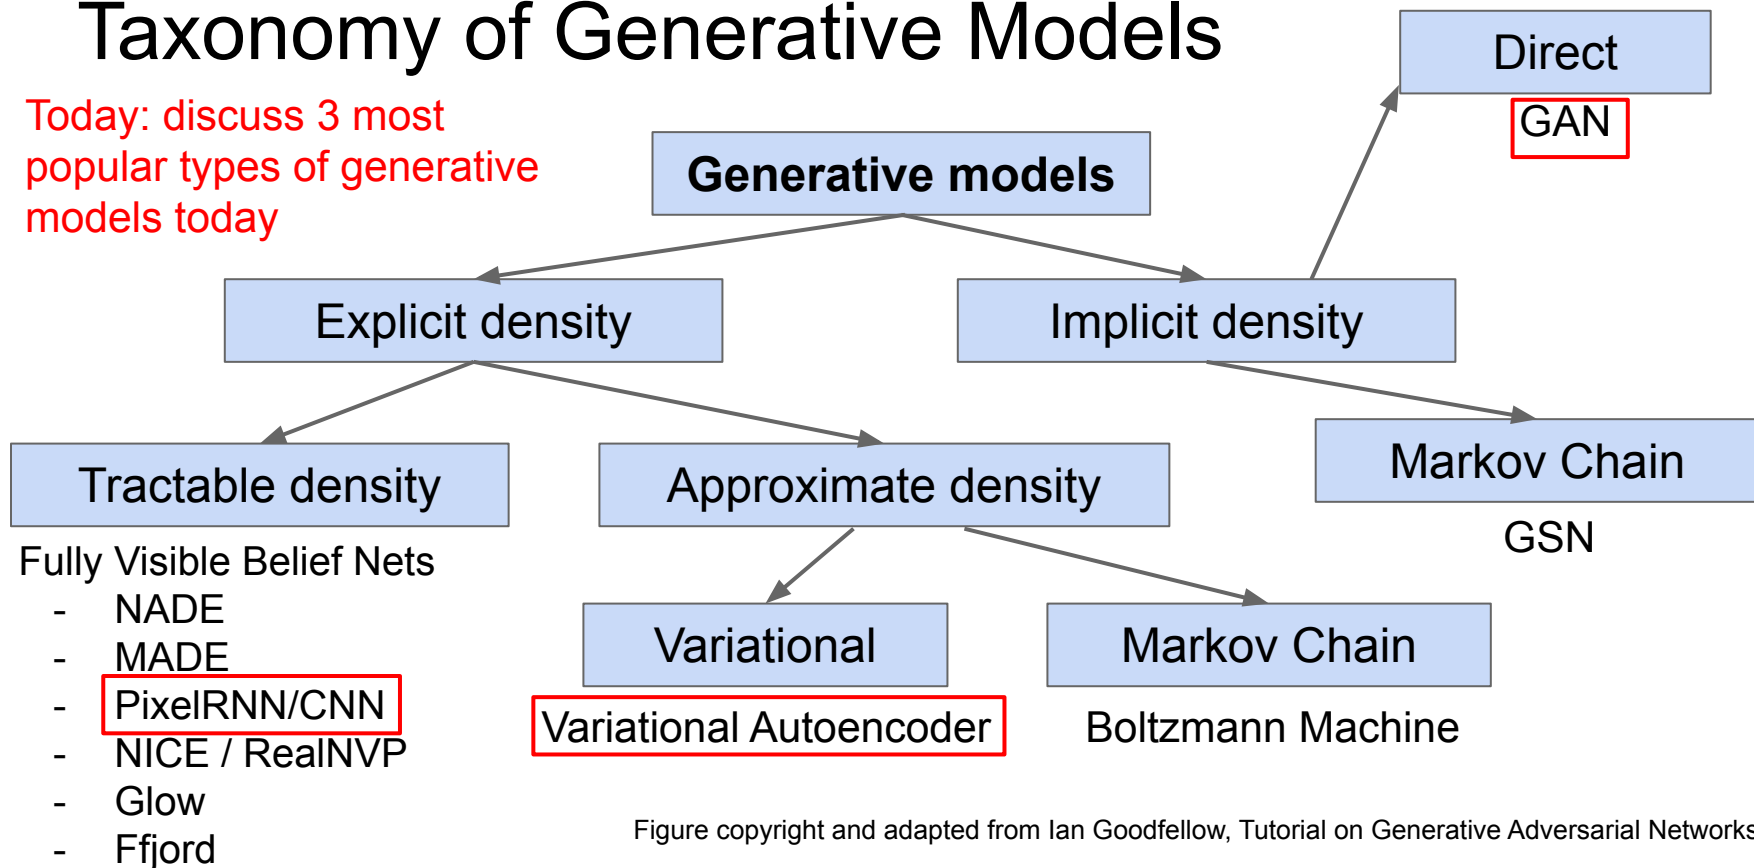 Taxonomy of Generative Models
Direct
GAN
Today: discuss 3 most
popular types of generative
models today
Generative models
Explicit density
Implicit density
Tractable density
Approximate density
Markov Chain
GSN
Fully Visible Belief Nets
- NADE
- MADE
- PixelRNN/CNN
- NICE / RealNVP
- Glow
- Ffjord
Variational
Markov Chain
Variational Autoencoder
Boltzmann Machine
Figure copyright and adapted from Ian Goodfellow, Tutorial on Generative Adversarial Networks